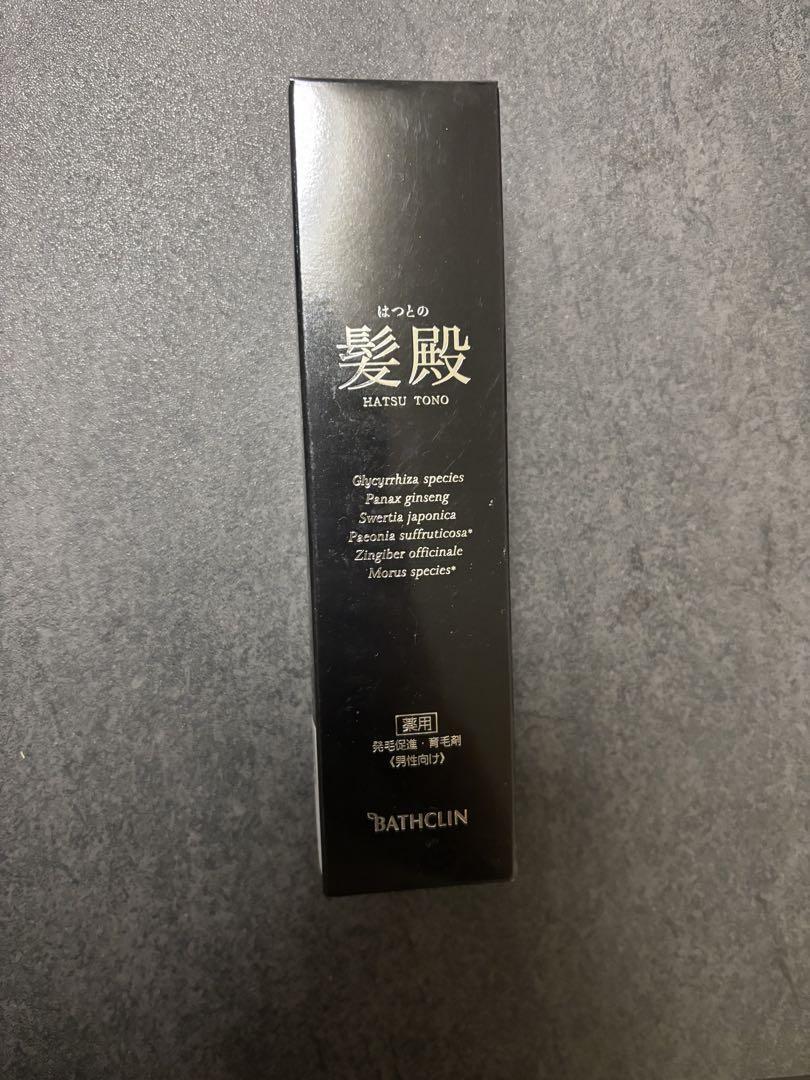 はつとの
髪殿
HATSU TONO
Glycyrrhiza species
Panax ginseng
Swertia japonica
Paeonia suffruticosa*
Zingiber officinale
Morus species*
薬用
発毛促進・育毛剤
《男性向け》
BATHCLIN